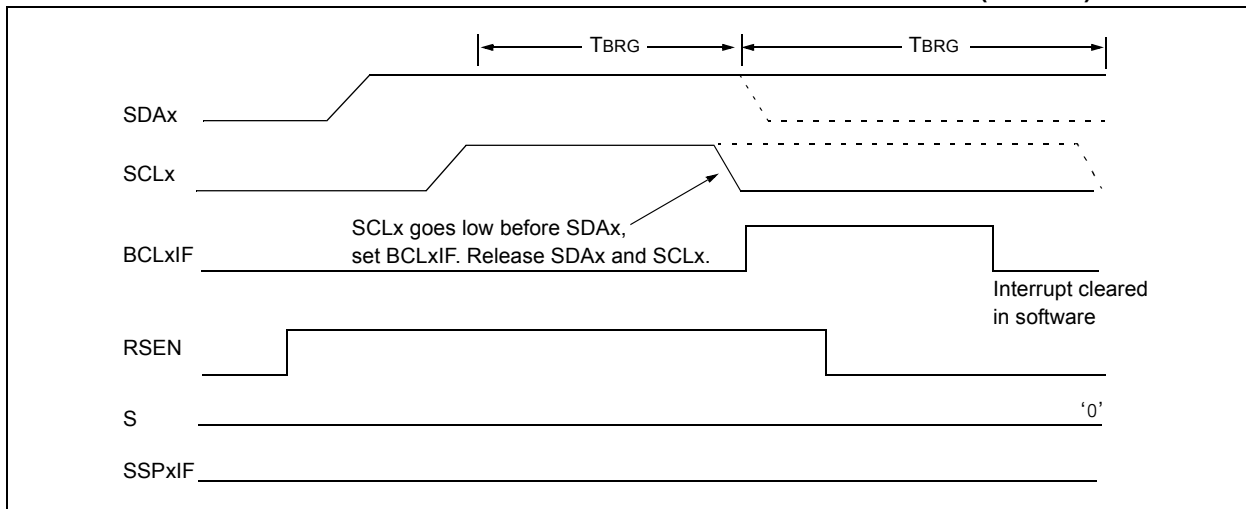 TBRG TBRG
SDAx
SCLx
SCLx goes low before SDAx,
set BCLxIF. Release SDAx and SCLx.
BCLxIF
Interrupt cleared
in software
RSEN
S
‘0’
SSPxIF